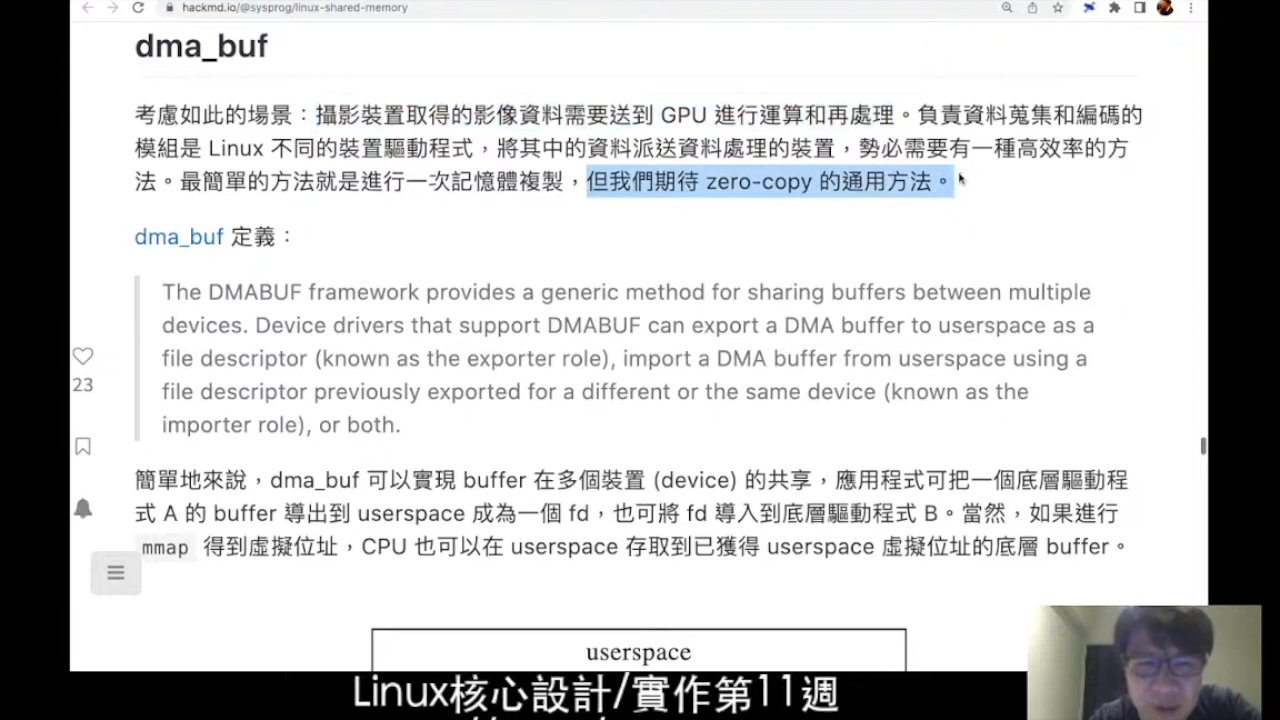 hackmd.io/@sysprog/linux-shared-memory
dma_buf
考慮如此的場景：攝影裝置取得的影像資料需要送到 GPU 進行運算和再處理。負責資料蒐集和編碼的
模組是 Linux 不同的裝置驅動程式，將其中的資料派送資料處理的裝置，勢必需要有一種高效率的方
法。最簡單的方法就是進行一次記憶體複製，但我們期待 zero-copy 的通用方法。
dma_buf 定義：
The DMABUF framework provides a generic method for sharing buffers between multiple
devices. Device drivers that support DMABUF can export a DMA buffer to userspace as a
file descriptor (known as the exporter role), import a DMA buffer from userspace using a
file descriptor previously exported for a different or the same device (known as the
importer role), or both.
23
簡單地來說，dma_buf 可以實現 buffer 在多個裝置 (device) 的共享，應用程式可把一個底層驅動程
式 A 的 buffer 導出到 userspace 成為一個 fd，也可將 fd 導入到底層驅動程式 B。當然，如果進行
mmap 得到虛擬位址，CPU 也可以在 userspace 存取到已獲得 userspace 虛擬位址的底層 buffer。
userspace
Linux核心設計/實作第11週